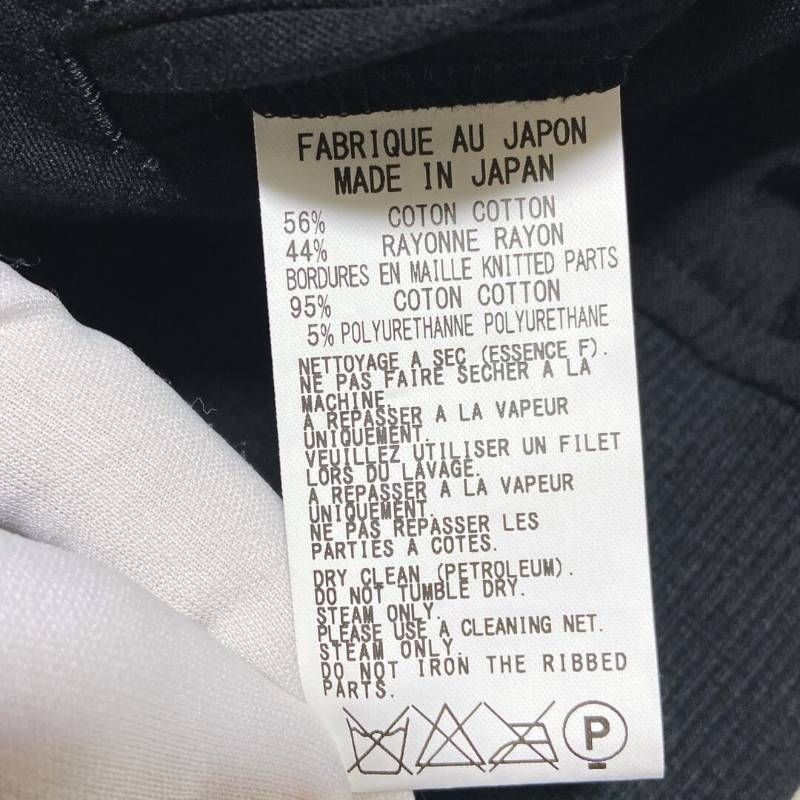 FABRIQUE AU JAPON
MADE IN JAPAN
56% COTON COTTON
44% RAYONNE RAYON
BORDURES EN MAILLE KNITTED PARTS
95% COTON COTTON
5% POLYURETHANNE POLYURETHANE
NETTOYAGE A SEC (ESSENCE F).
NE PAS FAIRE SECHER A LA
MACHINE.
A REPASSER A LA VAPEUR
UNIQUEMENT.
VEUILLEZ UTILISER UN FILET
LORS DU LAVAGE.
A REPASSER A LA VAPEUR
UNIQUEMENT.
NE PAS REPASSER LES
PARTIES A COTES.
DRY CLEAN (PETROLEUM).
DO NOT TUMBLE DRY.
STEAM ONLY.
PLEASE USE A CLEANING NET.
STEAM ONLY.
DO NOT IRON THE RIBBED
PARTS.
P